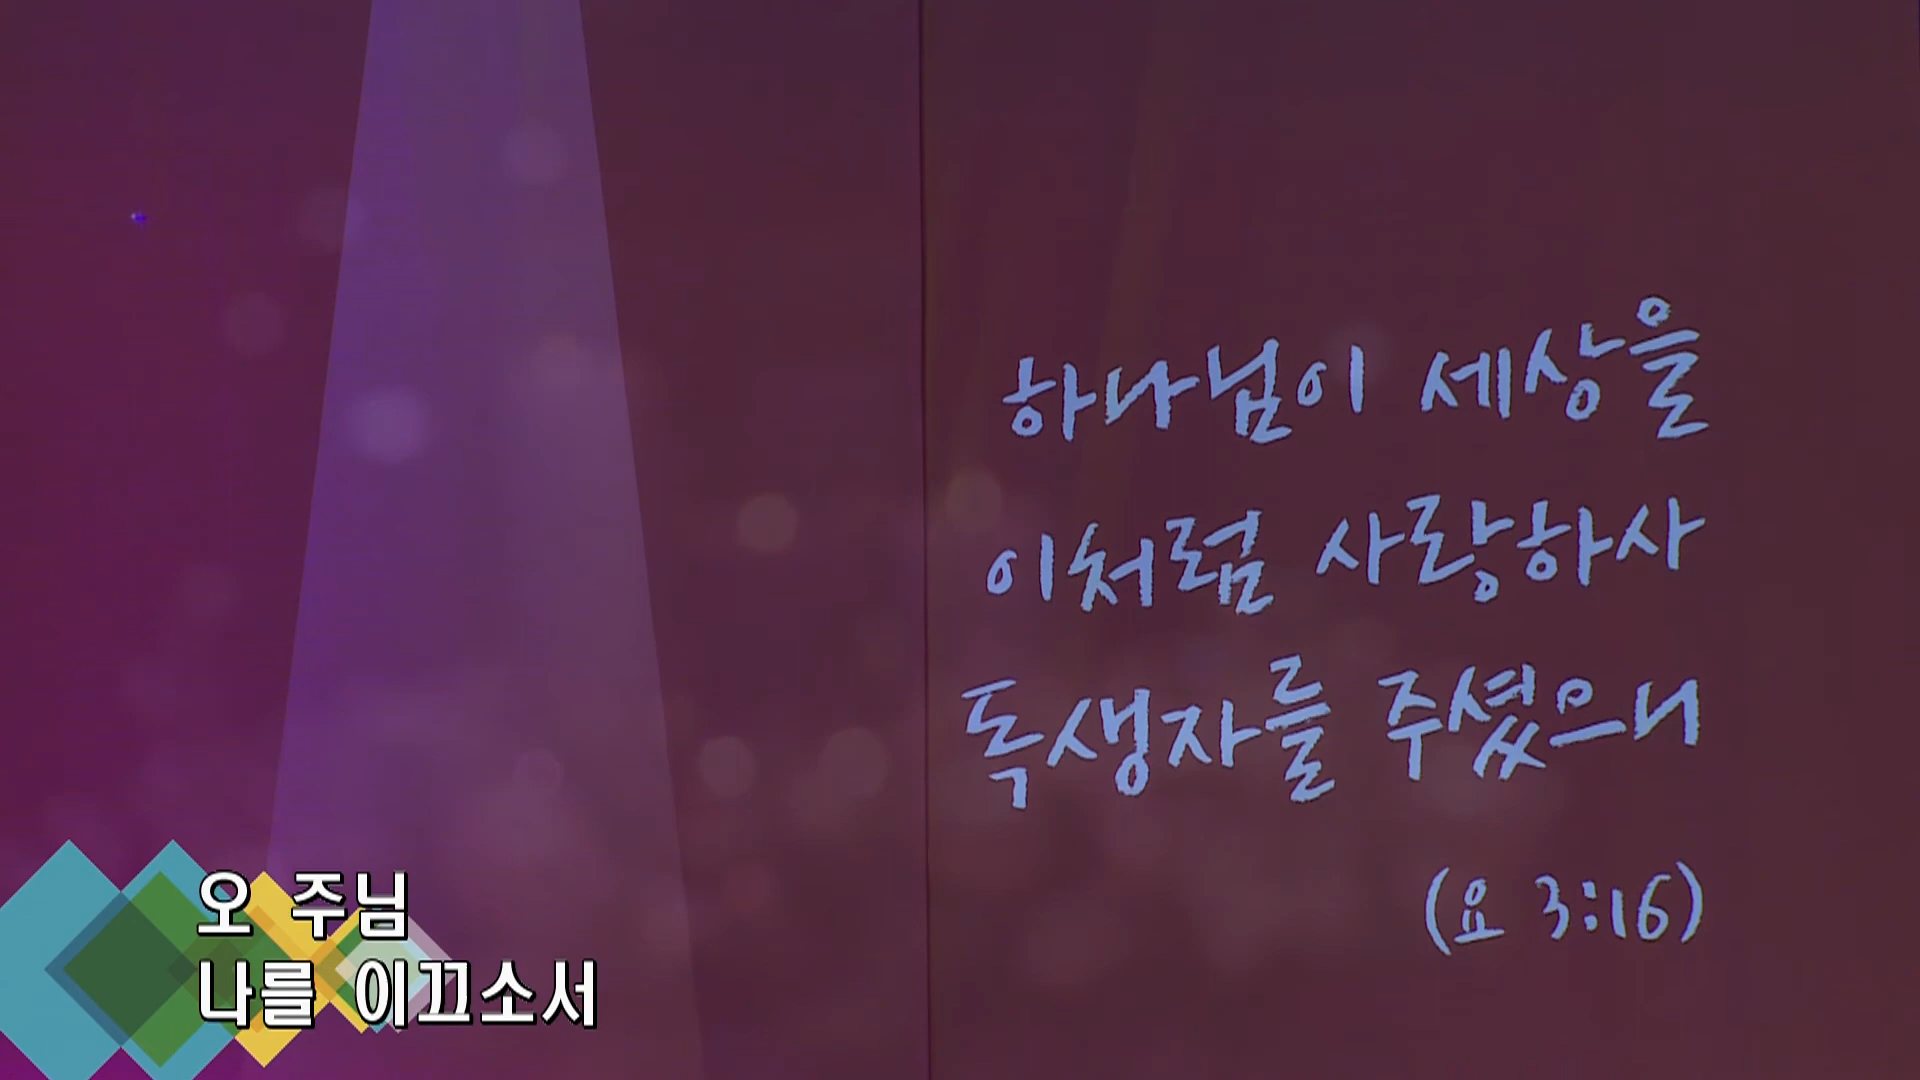 하나님이 세상을
이처럼 사랑하사
독생자를 주셨으니
(요 3:16)
오 주님
나를 이끄소서